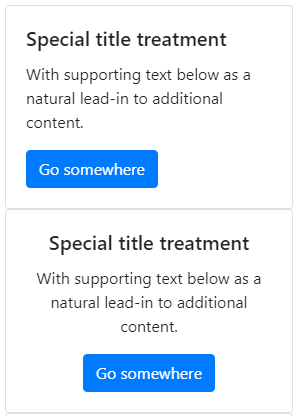 Special title treatment
With supporting text below as a
natural lead-in to additional
content.
Go somewhere
Special title treatment
With supporting text below as a
natural lead-in to additional
content.
Go somewhere